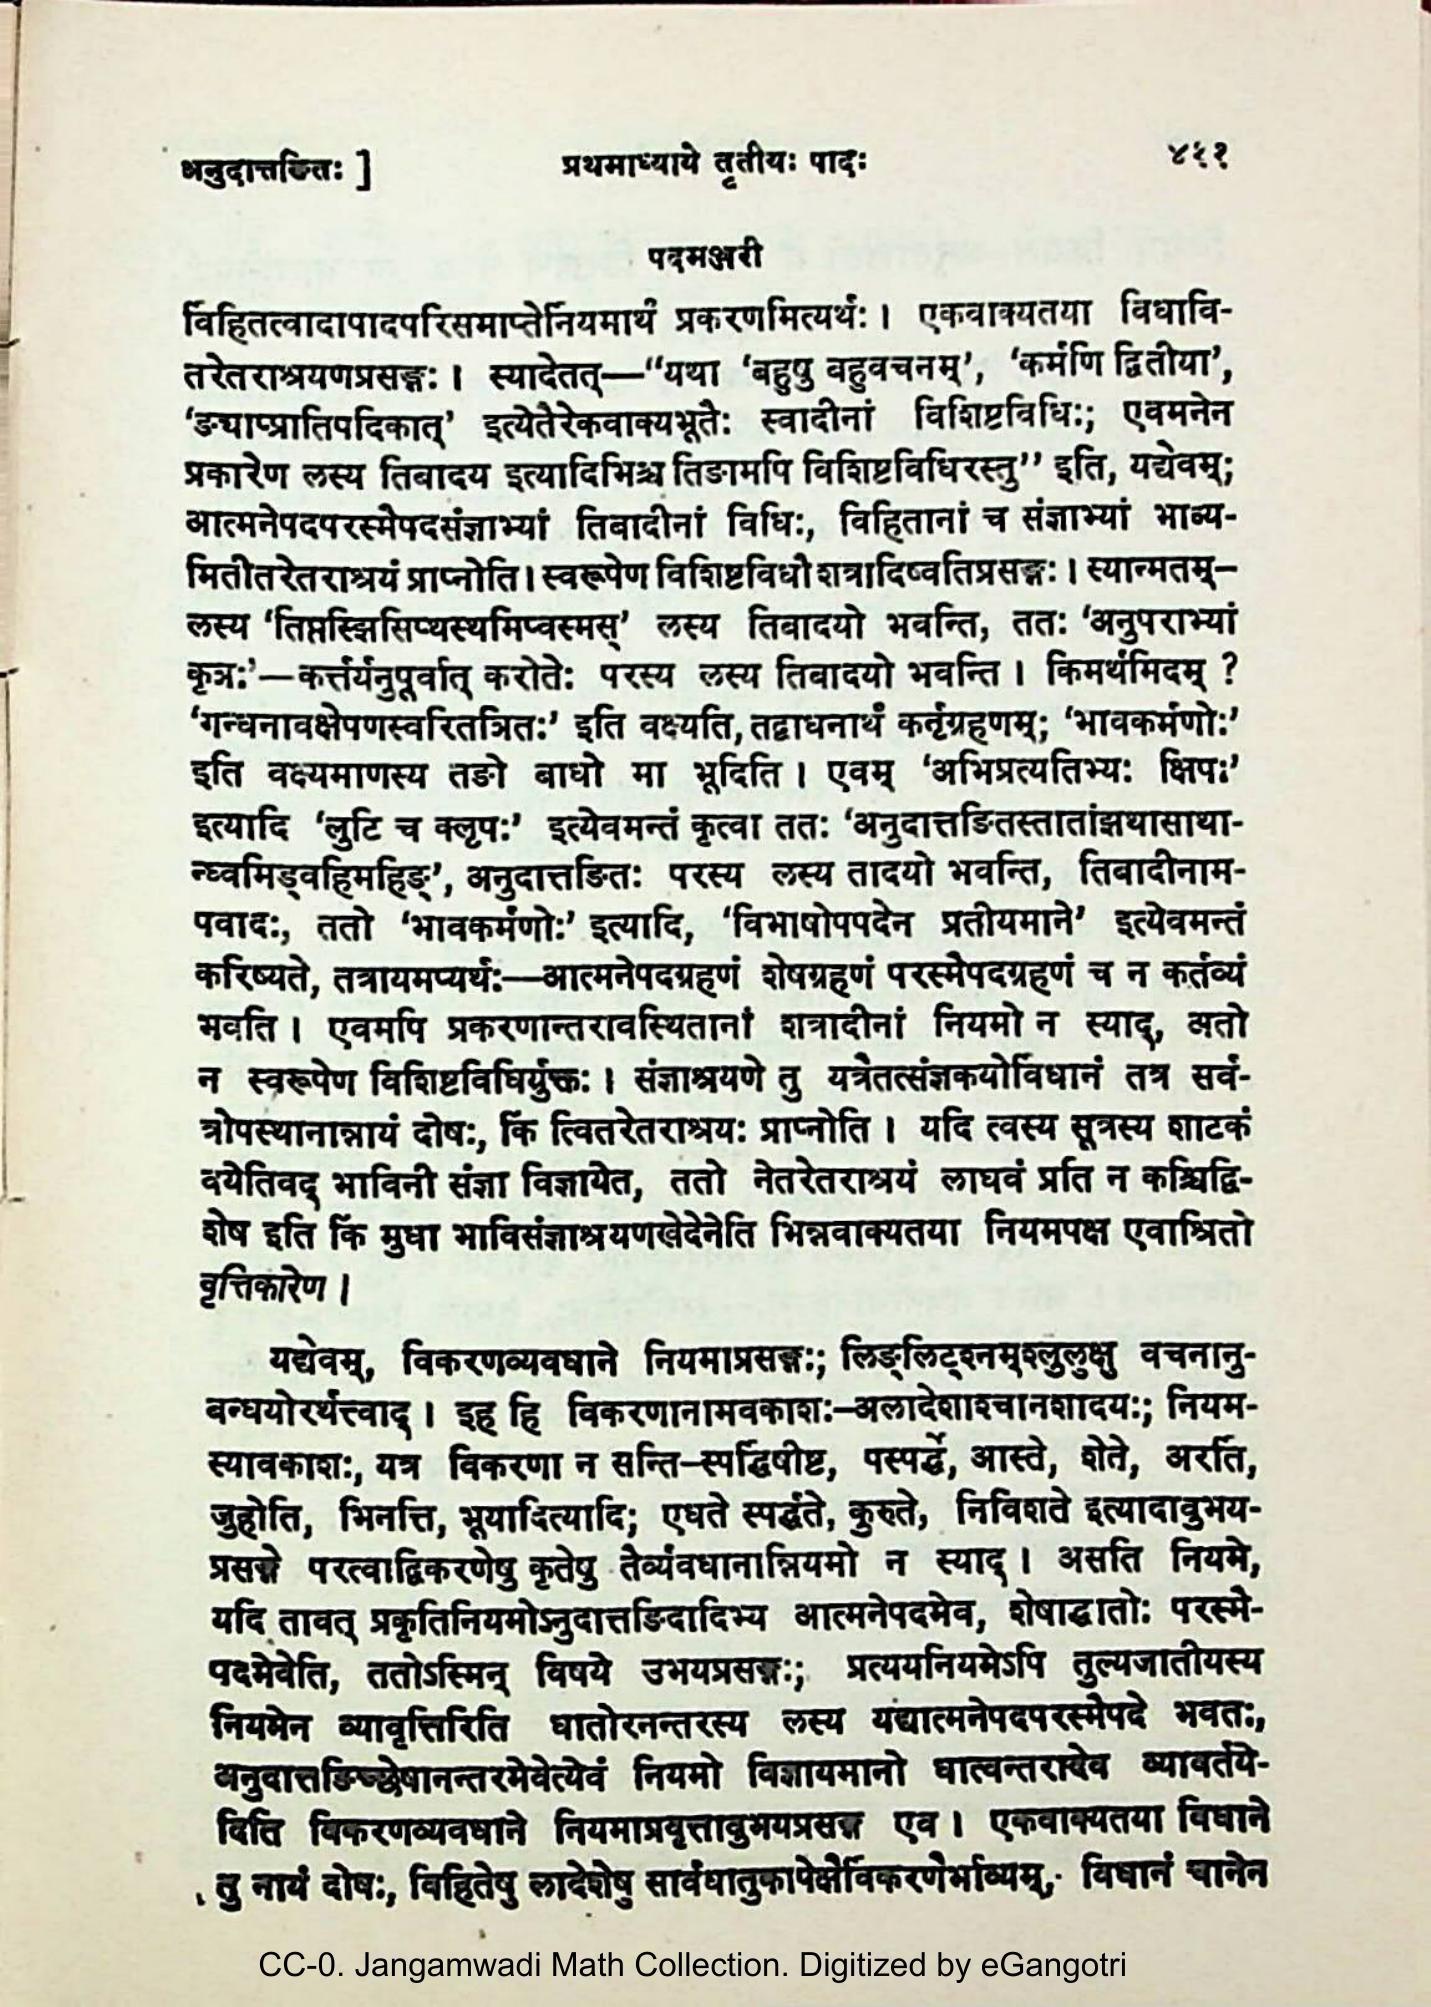 अनुदात्तङितः ]
प्रथमाध्याये तृतीयः पादः
४५१
पदमञ्जरी
विहितत्वादापादपरिसमाप्तेर्नियमार्थं प्रकरणमित्यर्थः । एकवाक्यतया विधावि-
तरेतराश्रयणप्रसङ्गः । स्यादेतत्—“यथा ‘बहुषु बहुवचनम्’, ‘कर्मणि द्वितीया’,
‘ङ्याप्प्रातिपदिकात्’ इत्येतैरेकवाक्यभूतैः स्वादीनां विशिष्टविधिः; एवमनेन
प्रकारेण लस्य तिबादय इत्यादिभिश्च तिङामपि विशिष्टविधिरस्तु” इति, यद्येवम्;
आत्मनेपदपरस्मैपदसंज्ञाभ्यां तिबादीनां विधिः, विहितानां च संज्ञाभ्यां भाव्य-
मितीतरेतराश्रयं प्राप्नोति । स्वरूपेण विशिष्टविधौ शत्रादिष्वतिप्रसङ्गः । स्यान्मतम्–
लस्य ‘तिप्तस्झिसिप्थस्थमिप्वस्मस्’ लस्य तिबादयो भवन्ति, ततः ‘अनुपराभ्यां
कृञः’—कर्त्तर्यनुपूर्वात् करोतेः परस्य लस्य तिबादयो भवन्ति । किमर्थमिदम् ?
‘गन्धनावक्षेपणस्वरितञितः’ इति वक्ष्यति, तद्बाधनार्थं कर्तृग्रहणम्; ‘भावकर्मणोः’
इति वक्ष्यमाणस्य तङो बाधो मा भूदिति । एवम् ‘अभिप्रत्यतिभ्यः क्षिपः’
इत्यादि ‘लुटि च क्लृपः’ इत्येवमन्तं कृत्वा ततः ‘अनुदात्तङितस्तातांझथासाथा-
न्ध्वमिड्वहिमहिङ्’, अनुदात्तङितः परस्य लस्य तादयो भवन्ति, तिबादीनाम-
पवादः, ततो ‘भावकर्मणोः’ इत्यादि, ‘विभाषोपपदेन प्रतीयमाने’ इत्येवमन्तं
करिष्यते, तत्रायमप्यर्थः—आत्मनेपदग्रहणं शेषग्रहणं परस्मैपदग्रहणं च न कर्तव्यं
भवति । एवमपि प्रकरणान्तरावस्थितानां शत्रादीनां नियमो न स्याद्, अतो
न स्वरूपेण विशिष्टविधिर्युक्तः । संज्ञाश्रयणे तु यत्रैतत्संज्ञकयोर्विधानं तत्र सर्व-
त्रोपस्थानान्नायं दोषः, किं त्वितरेतराश्रयः प्राप्नोति । यदि त्वस्य सूत्रस्य शाटकं
वयेतिवद् भाविनी संज्ञा विज्ञायेत, ततो नेतरेतराश्रयं लाघवं प्रति न कश्चिद्वि-
शेष इति किं मुधा भाविसंज्ञाश्रयणखेदेनेति भिन्नवाक्यतया नियमपक्ष एवाश्रितो
वृत्तिकारेण ।
यद्येवम्, विकरणव्यवधाने नियमाप्रसङ्गः; लिङ्लिट्श्नम्श्लुलुक्षु वचनानु-
बन्धयोरर्थत्त्वाद् । इह हि विकरणानामवकाशः–अलादेशाश्चानशादयः; नियम-
स्यावकाशः, यत्र विकरणा न सन्ति–स्पर्द्धिषीष्ट, पस्पर्द्धे, आस्ते, शेते, अरर्ति,
जुहोति, भिनत्ति, भूयादित्यादि; एधते स्पर्द्धते, कुरुते, निविशते इत्यादावुभय-
प्रसङ्गे परत्वाद्विकरणेषु कृतेषु तैर्व्यवधानान्नियमो न स्याद् । असति नियमे,
यदि तावत् प्रकृतिनियमोऽनुदात्तङिदादिभ्य आत्मनेपदमेव, शेषाद्धातोः परस्मै-
पदमेवेति, ततोऽस्मिन् विषये उभयप्रसङ्गः; प्रत्ययनियमेऽपि तुल्यजातीयस्य
नियमेन व्यावृत्तिरिति धातोरनन्तरस्य लस्य यद्यात्मनेपदपरस्मैपदे भवतः,
अनुदात्तङिच्छेषानन्तरमेवेत्येवं नियमो विज्ञायमानो धात्वन्तरादेव व्यावर्तये-
दिति विकरणव्यवधाने नियमाप्रवृत्तावुभयप्रसङ्ग एव । एकवाक्यतया विधाने
तु नायं दोषः, विहितेषु लादेशेषु सार्वधातुकापेक्षैर्विकरणैर्भाव्यम्, विधानं चानेन
CC-0. Jangamwadi Math Collection. Digitized by eGangotri